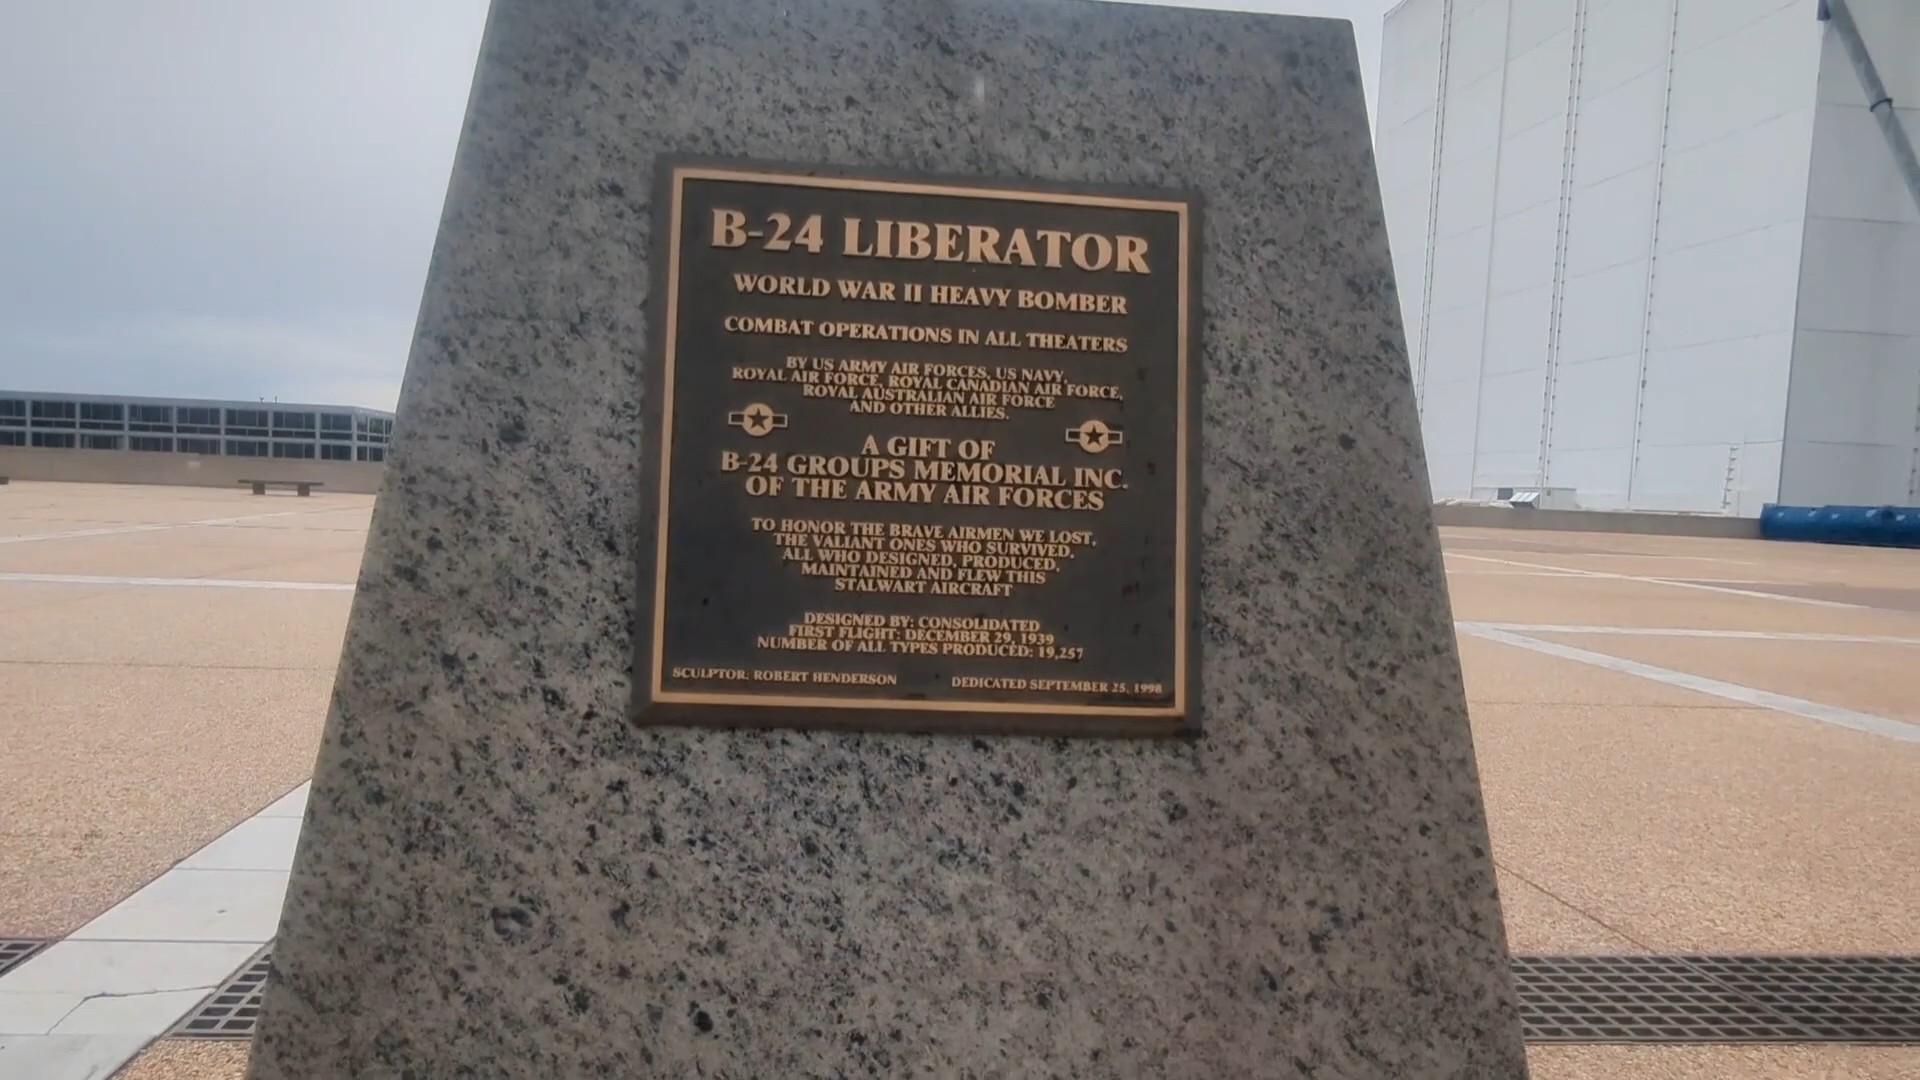 B-24 LIBERATOR
WORLD WAR II HEAVY BOMBER
COMBAT OPERATIONS IN ALL THEATERS
BY US ARMY AIR FORCES, US NAVY,
ROYAL AIR FORCE, ROYAL CANADIAN AIR FORCE,
ROYAL AUSTRALIAN AIR FORCE
AND OTHER ALLIES.
A GIFT OF
B-24 GROUPS MEMORIAL INC.
OF THE ARMY AIR FORCES
TO HONOR THE BRAVE AIRMEN WE LOST,
THE VALIANT ONES WHO SURVIVED,
ALL WHO DESIGNED, PRODUCED,
MAINTAINED AND FLEW THIS
STALWART AIRCRAFT
DESIGNED BY: CONSOLIDATED
FIRST FLIGHT: DECEMBER 29, 1939
NUMBER OF ALL TYPES PRODUCED: 19,257
SCULPTOR: ROBERT HENDERSON DEDICATED SEPTEMBER 25, 1998